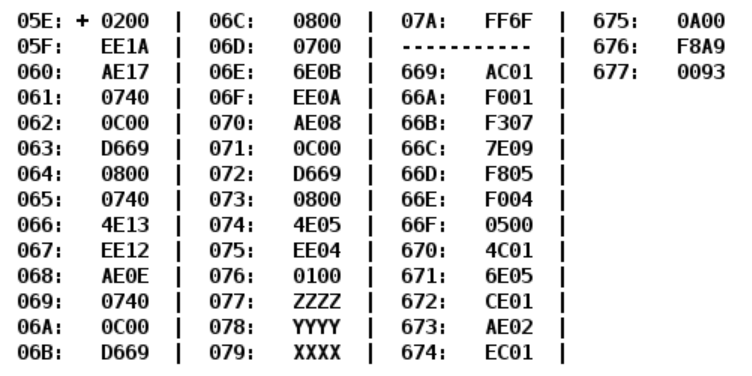 05E: + 0200 | 06C: 0800 | 07A: FF6F | 675: 0A00
05F: EE1A | 06D: 0700 | ----------- | 676: F8A9
060: AE17 | 06E: 6E0B | 669: AC01 | 677: 0093
061: 0740 | 06F: EE0A | 66A: F001 |
062: 0C00 | 070: AE08 | 66B: F307 |
063: D669 | 071: 0C00 | 66C: 7E09 |
064: 0800 | 072: D669 | 66D: F805 |
065: 0740 | 073: 0800 | 66E: F004 |
066: 4E13 | 074: 4E05 | 66F: 0500 |
067: EE12 | 075: EE04 | 670: 4C01 |
068: AE0E | 076: 0100 | 671: 6E05 |
069: 0740 | 077: ZZZZ | 672: CE01 |
06A: 0C00 | 078: YYYY | 673: AE02 |
06B: D669 | 079: XXXX | 674: EC01 |